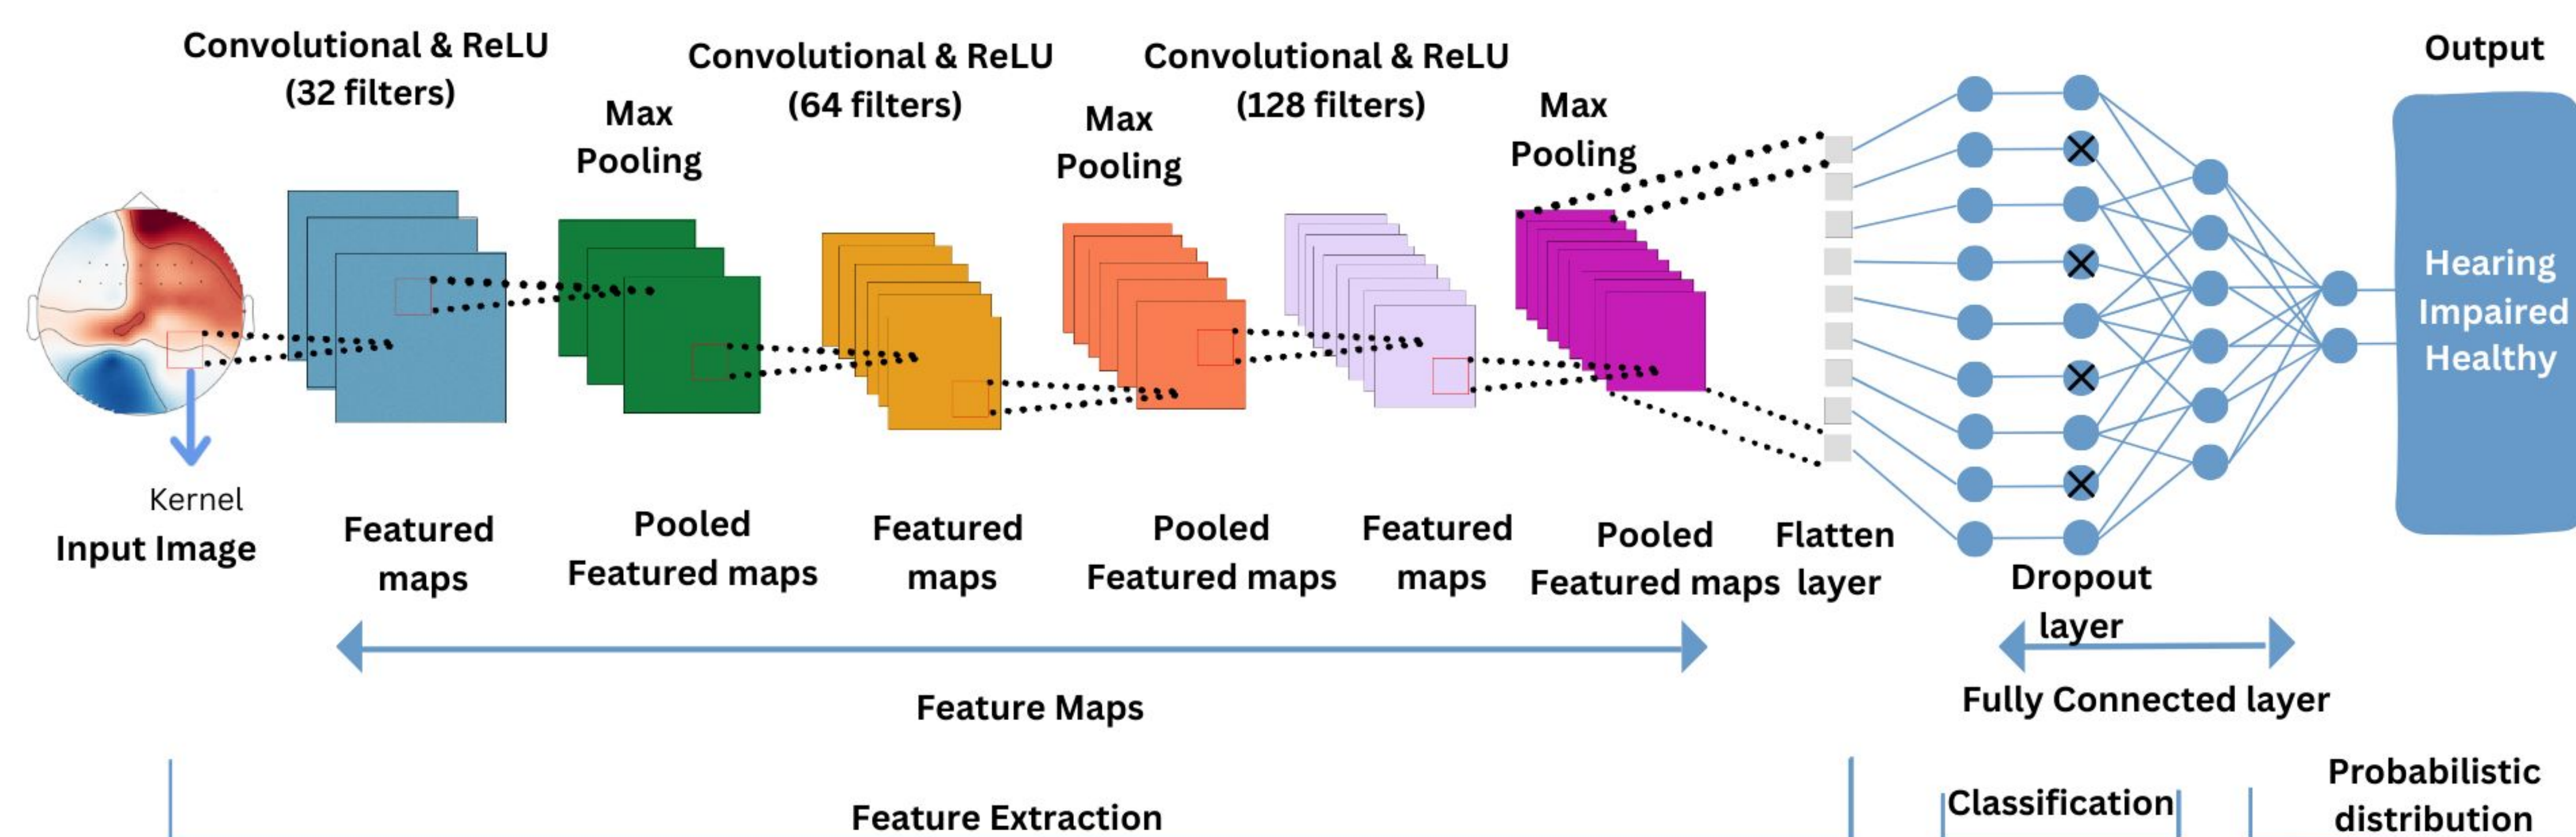 Convolutional & ReLU
(32 filters)
Max
Pooling
Convolutional & ReLU
(64 filters)
Max
Pooling
Convolutional & ReLU
(128 filters)
Max
Pooling
Output
Hearing
Impaired
Healthy
Kernel
Input Image
Featured
maps
Pooled
Featured maps
Featured
maps
Pooled
Featured maps
Featured
maps
Pooled
Featured maps
Flatten
layer
Dropout
layer
Feature Maps
Fully Connected layer
Feature Extraction
Classification
Probabilistic
distribution